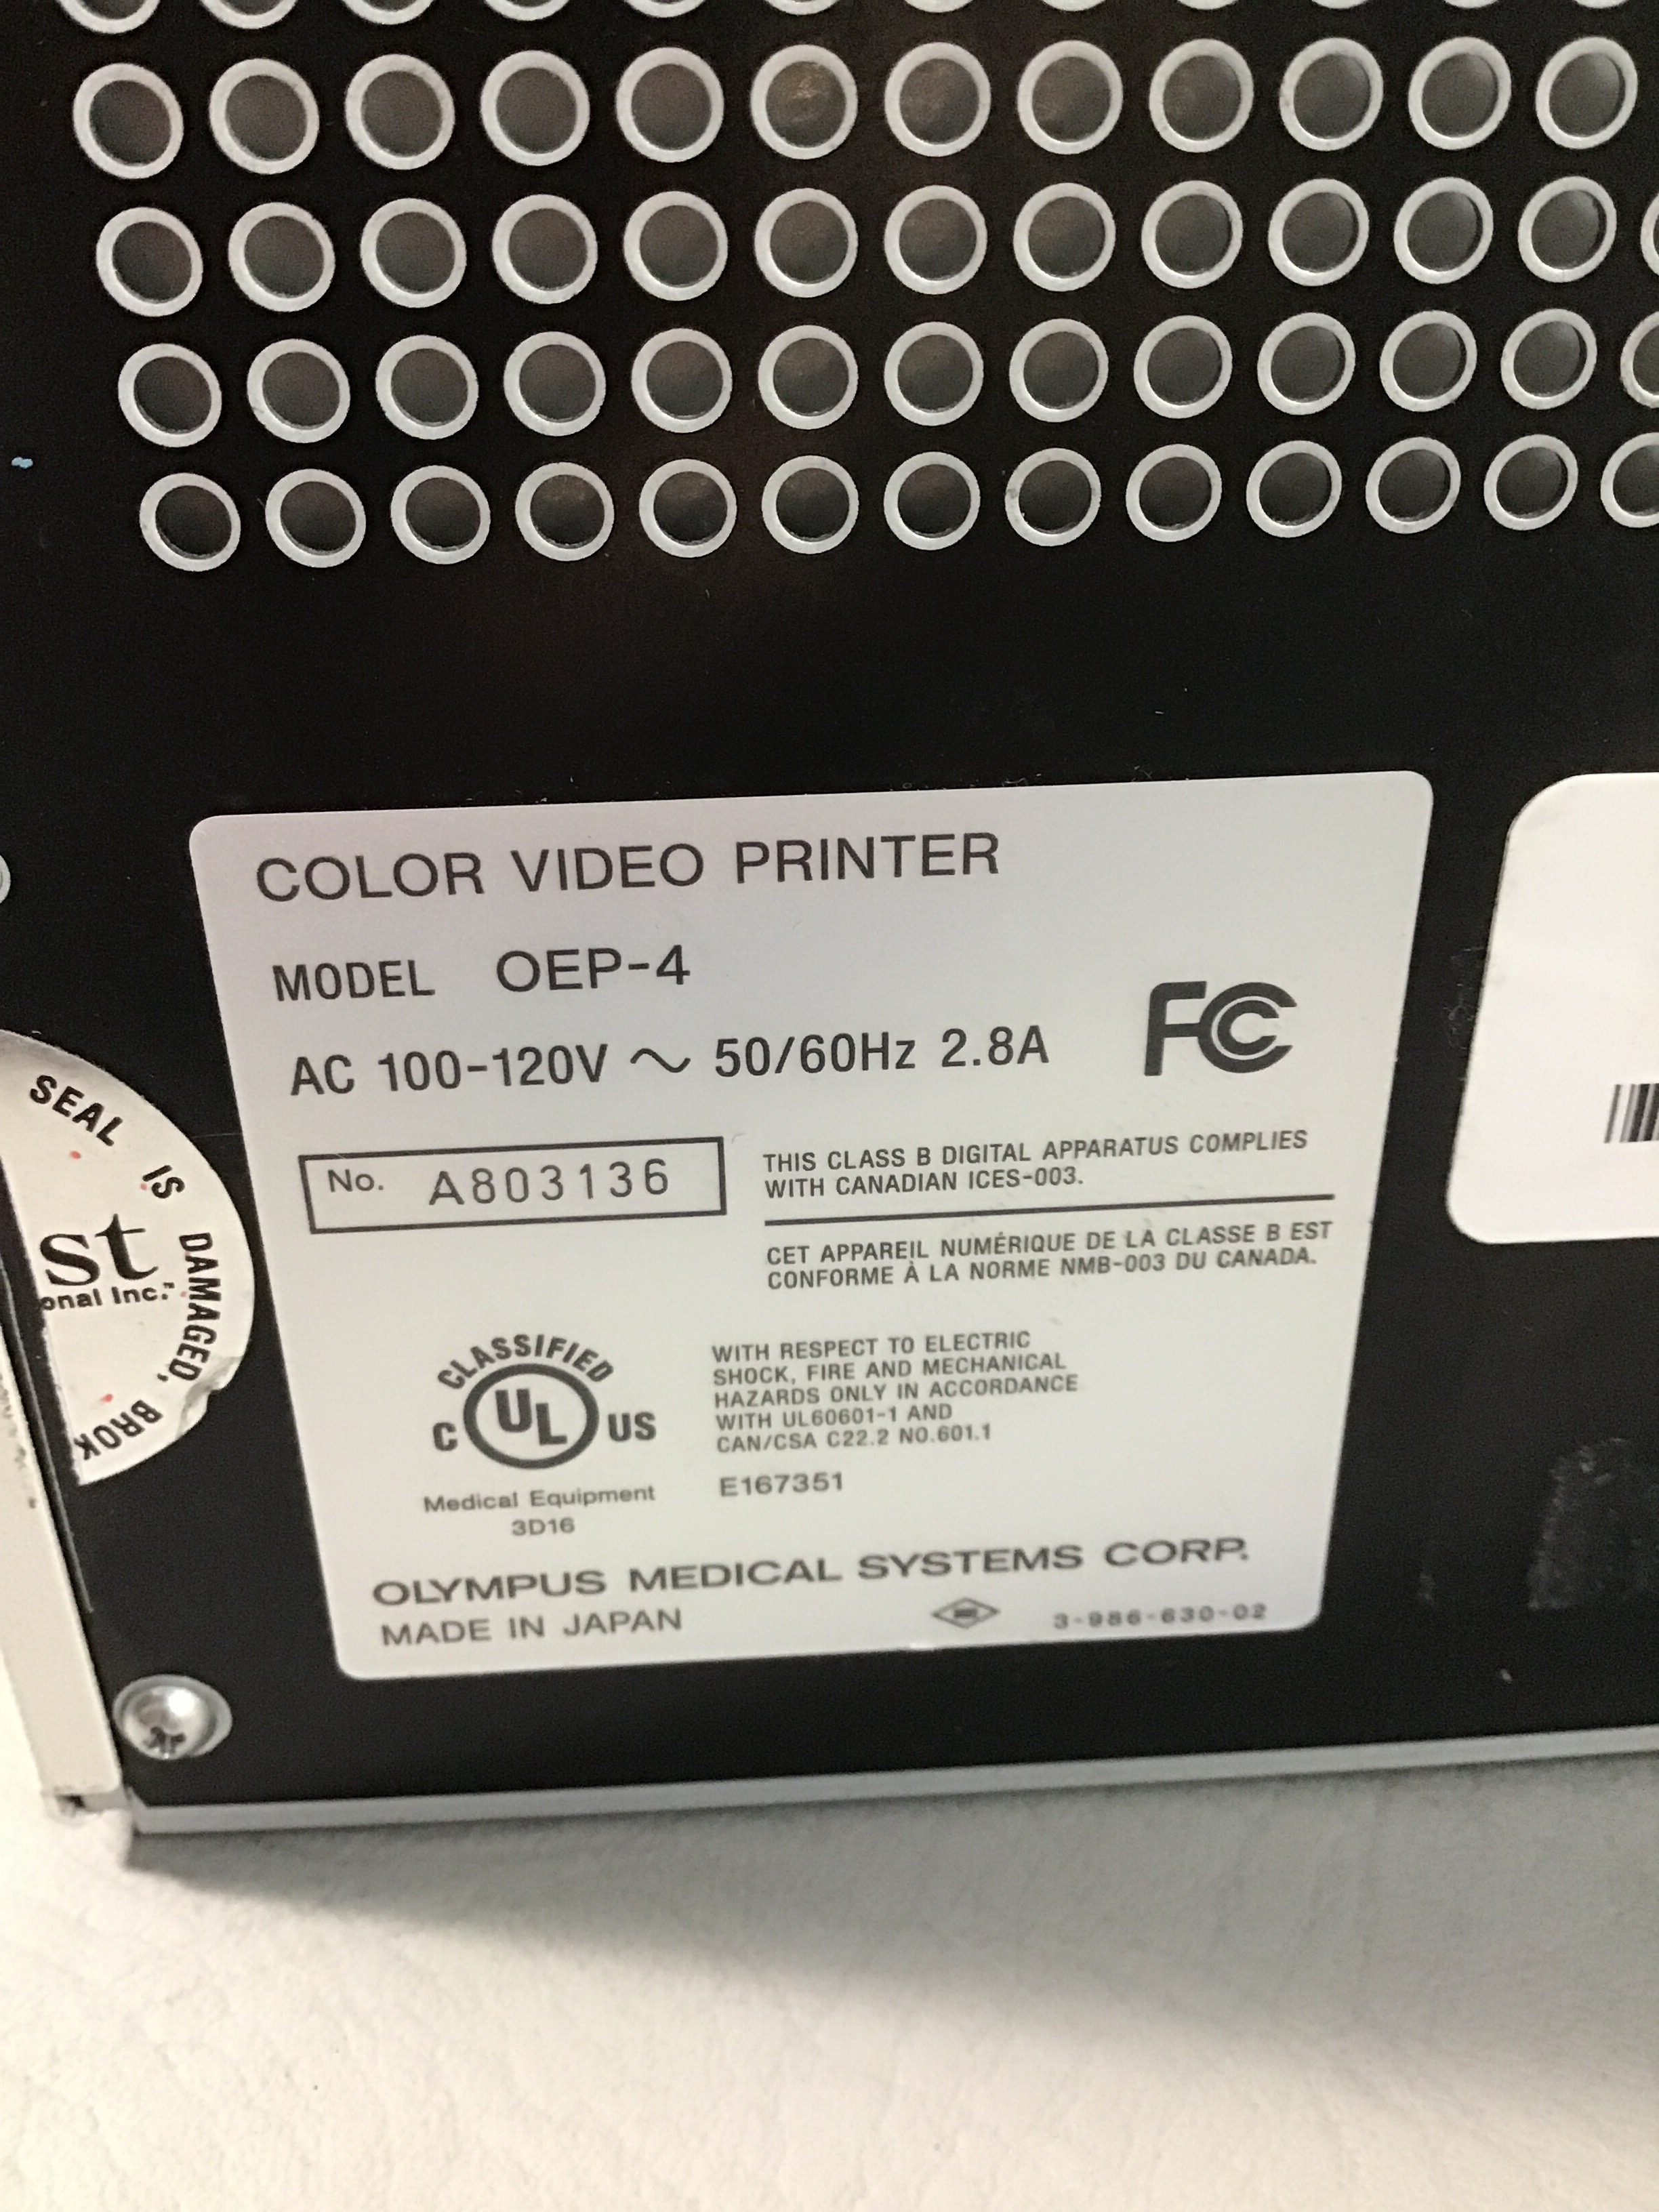 COLOR VIDEO PRINTER
MODEL OEP-4
AC 100-120V ~ 50/60Hz 2.8A
FC
No. A803136
THIS CLASS B DIGITAL APPARATUS COMPLIES
WITH CANADIAN ICES-003.
CET APPAREIL NUMÉRIQUE DE LA CLASSE B EST
CONFORME À LA NORME NMB-003 DU CANADA.
CLASSIFIED
C UL US
Medical Equipment
3D16
WITH RESPECT TO ELECTRIC
SHOCK, FIRE AND MECHANICAL
HAZARDS ONLY IN ACCORDANCE
WITH UL60601-1 AND
CAN/CSA C22.2 NO.601.1
E167351
OLYMPUS MEDICAL SYSTEMS CORP.
MADE IN JAPAN
3-986-630-02
SEAL IS DAMAGED, BROK
st
onal Inc.